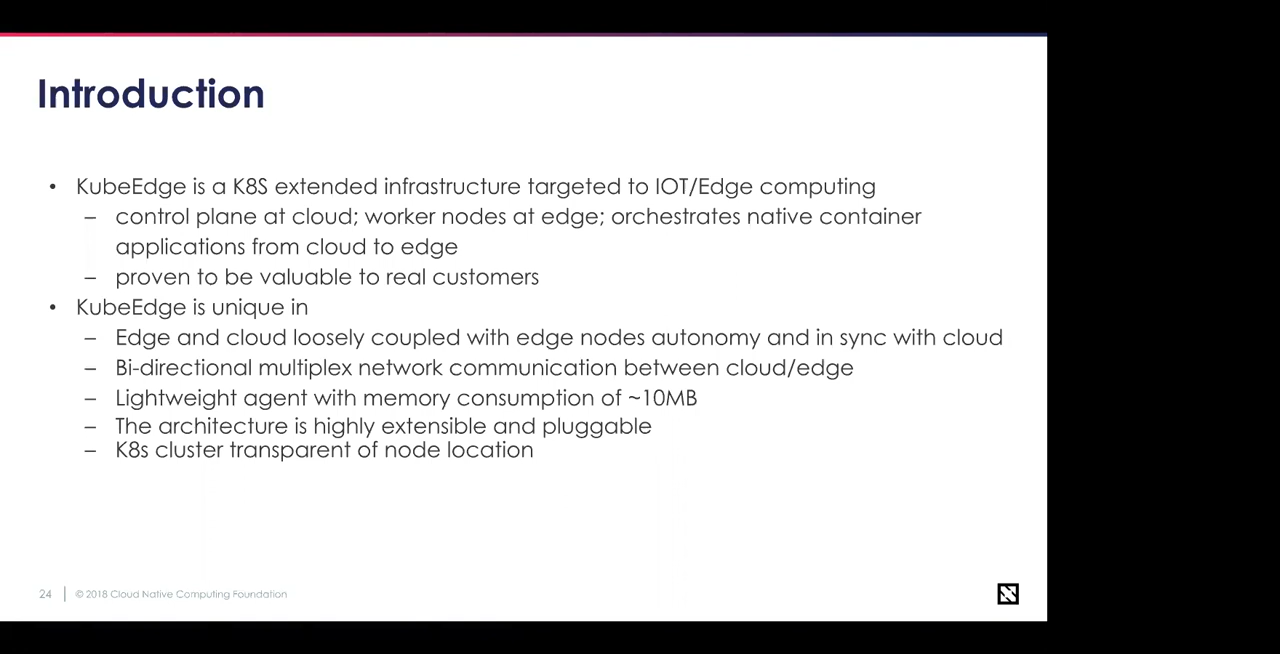 Introduction
• KubeEdge is a K8S extended infrastructure targeted to IOT/Edge computing
– control plane at cloud; worker nodes at edge; orchestrates native container
applications from cloud to edge
– proven to be valuable to real customers
• KubeEdge is unique in
– Edge and cloud loosely coupled with edge nodes autonomy and in sync with cloud
– Bi-directional multiplex network communication between cloud/edge
– Lightweight agent with memory consumption of ~10MB
– The architecture is highly extensible and pluggable
– K8s cluster transparent of node location
24 | © 2018 Cloud Native Computing Foundation